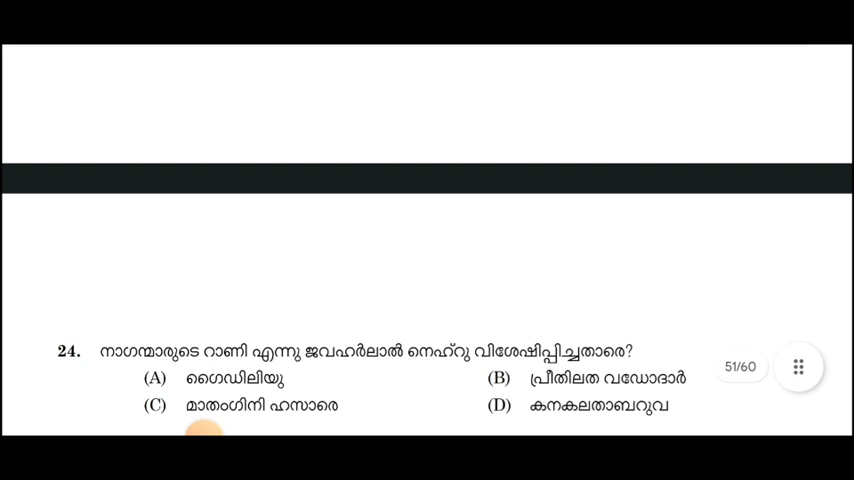 24. നാഗന്മാരുടെ റാണി എന്നു ജവഹർലാൽ നെഹ്റു വിശേഷിപ്പിച്ചതാരെ?
(A) ഗൈഡിലിയു (B) പ്രീതിലത വഡോദാർ
51/60
(C) മാതംഗിനി ഹസാരെ (D) കനകലതാബറുവ